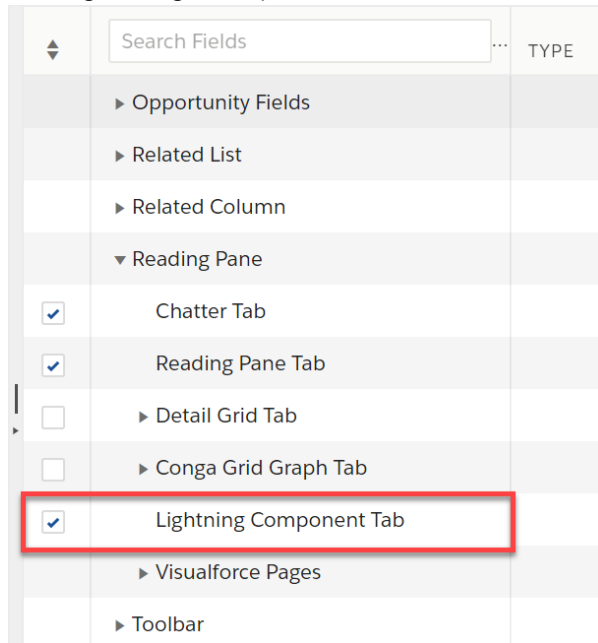 Search Fields
... TYPE
Opportunity Fields
Related List
Related Column
Reading Pane
Chatter Tab
Reading Pane Tab
Detail Grid Tab
Conga Grid Graph Tab
Lightning Component Tab
Visualforce Pages
Toolbar